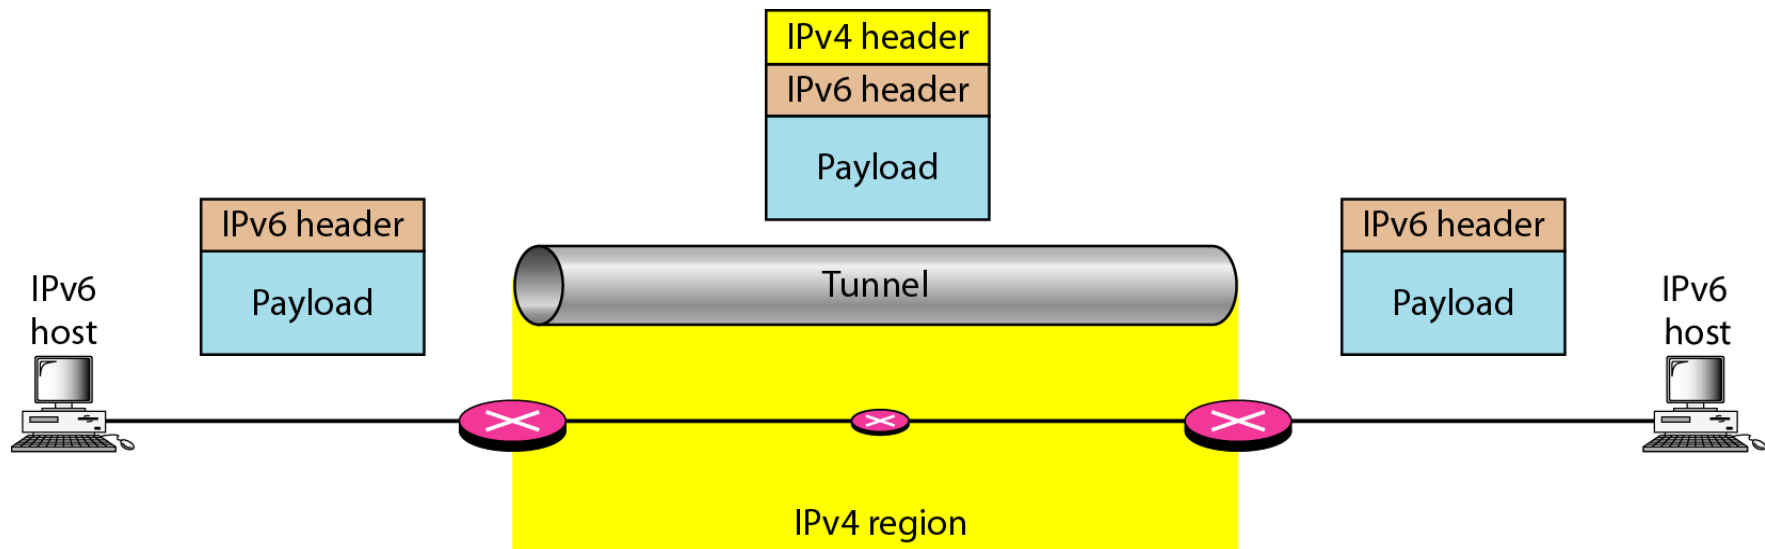 IPv4 header
IPv6 header
Payload
IPv6 header
Payload
IPv6 header
Payload
IPv6
host
Tunnel
IPv6
host
IPv4 region